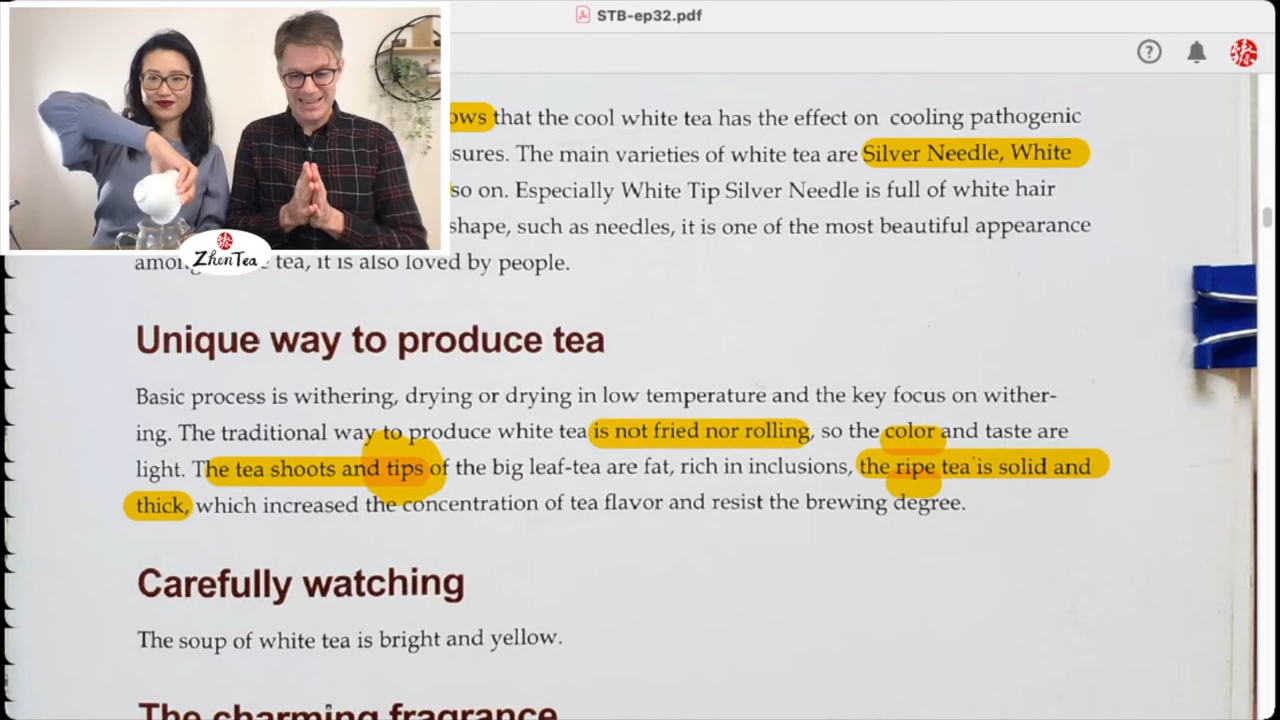 STB-ep32.pdf
ows that the cool white tea has the effect on cooling pathogenic
sures. The main varieties of white tea are Silver Needle, White
so on. Especially White Tip Silver Needle is full of white hair
shape, such as needles, it is one of the most beautiful appearance
tea, it is also loved by people.
ZhenTea
Unique way to produce tea
Basic process is withering, drying or drying in low temperature and the key focus on wither-
ing. The traditional way to produce white tea is not fried nor rolling, so the color and taste are
light. The tea shoots and tips of the big leaf-tea are fat, rich in inclusions, the ripe tea is solid and
thick, which increased the concentration of tea flavor and resist the brewing degree.
Carefully watching
The soup of white tea is bright and yellow.
The charming fragrance